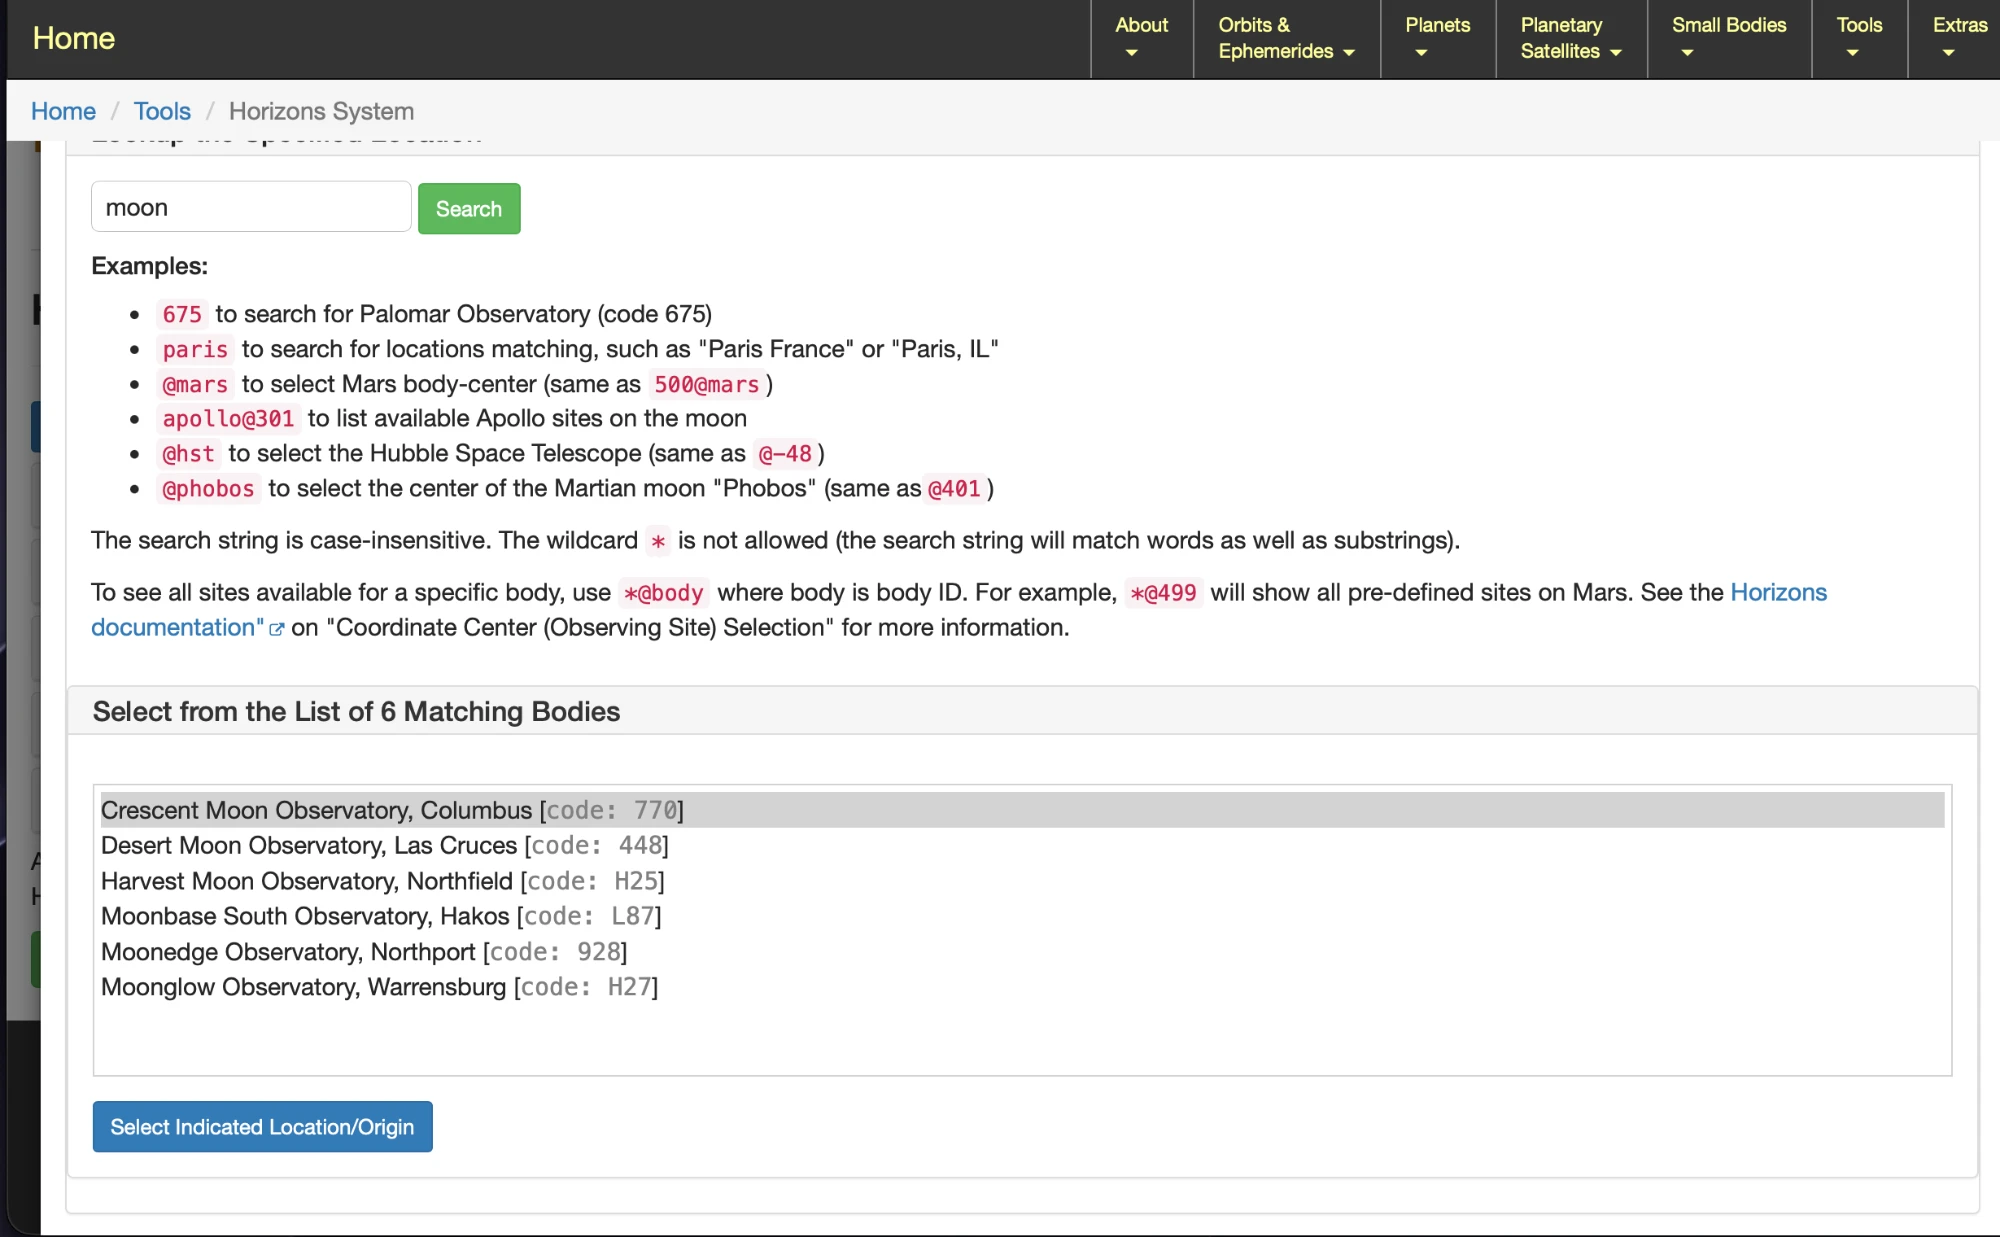 Home
About
Orbits & Ephemerides
Planets
Planetary Satellites
Small Bodies
Tools
Extras
Home / Tools / Horizons System
Lookup the Specified Location
moon
Search
Examples:
• 675 to search for Palomar Observatory (code 675)
• paris to search for locations matching, such as "Paris France" or "Paris, IL"
• @mars to select Mars body-center (same as 500@mars)
• apollo@301 to list available Apollo sites on the moon
• @hst to select the Hubble Space Telescope (same as @-48)
• @phobos to select the center of the Martian moon "Phobos" (same as @401)
The search string is case-insensitive. The wildcard * is not allowed (the search string will match words as well as substrings).
To see all sites available for a specific body, use *@body where body is body ID. For example, *@499 will show all pre-defined sites on Mars. See the Horizons
documentation" on "Coordinate Center (Observing Site) Selection" for more information.
Select from the List of 6 Matching Bodies
Crescent Moon Observatory, Columbus [code: 770]
Desert Moon Observatory, Las Cruces [code: 448]
Harvest Moon Observatory, Northfield [code: H25]
Moonbase South Observatory, Hakos [code: L87]
Moonedge Observatory, Northport [code: 928]
Moonglow Observatory, Warrensburg [code: H27]
Select Indicated Location/Origin